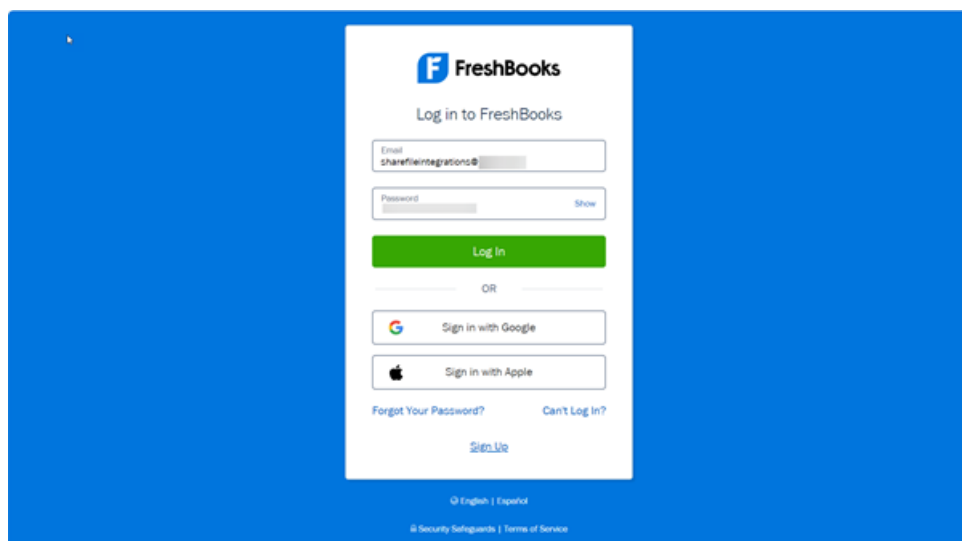 FreshBooks
Log in to FreshBooks
Email
sharefileintegrations@
Password
Show
Log In
OR
Sign in with Google
Sign in with Apple
Forgot Your Password? Can't Log In?
Sign Up
English | Español
Security Safeguards | Terms of Service